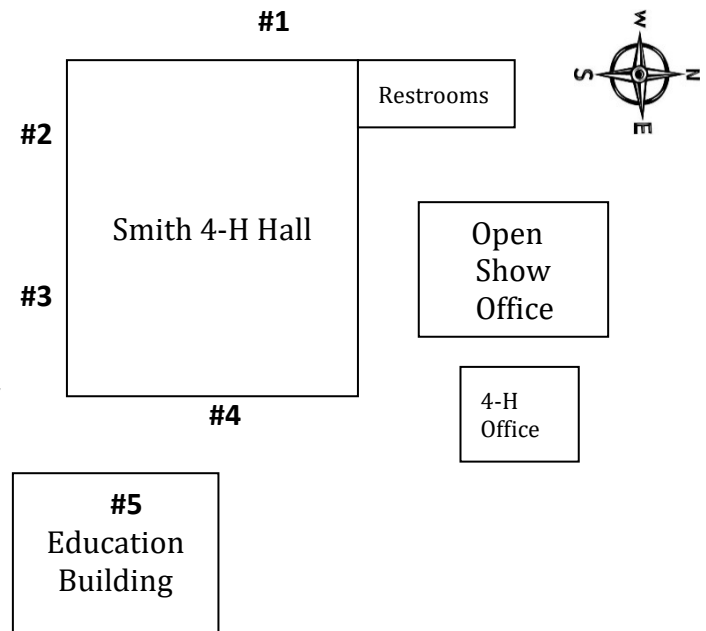 #1
W
S
N
E
Restrooms
#2
Smith 4-H Hall
Open
Show
Office
#3
4-H
Office
#4
#5
Education
Building